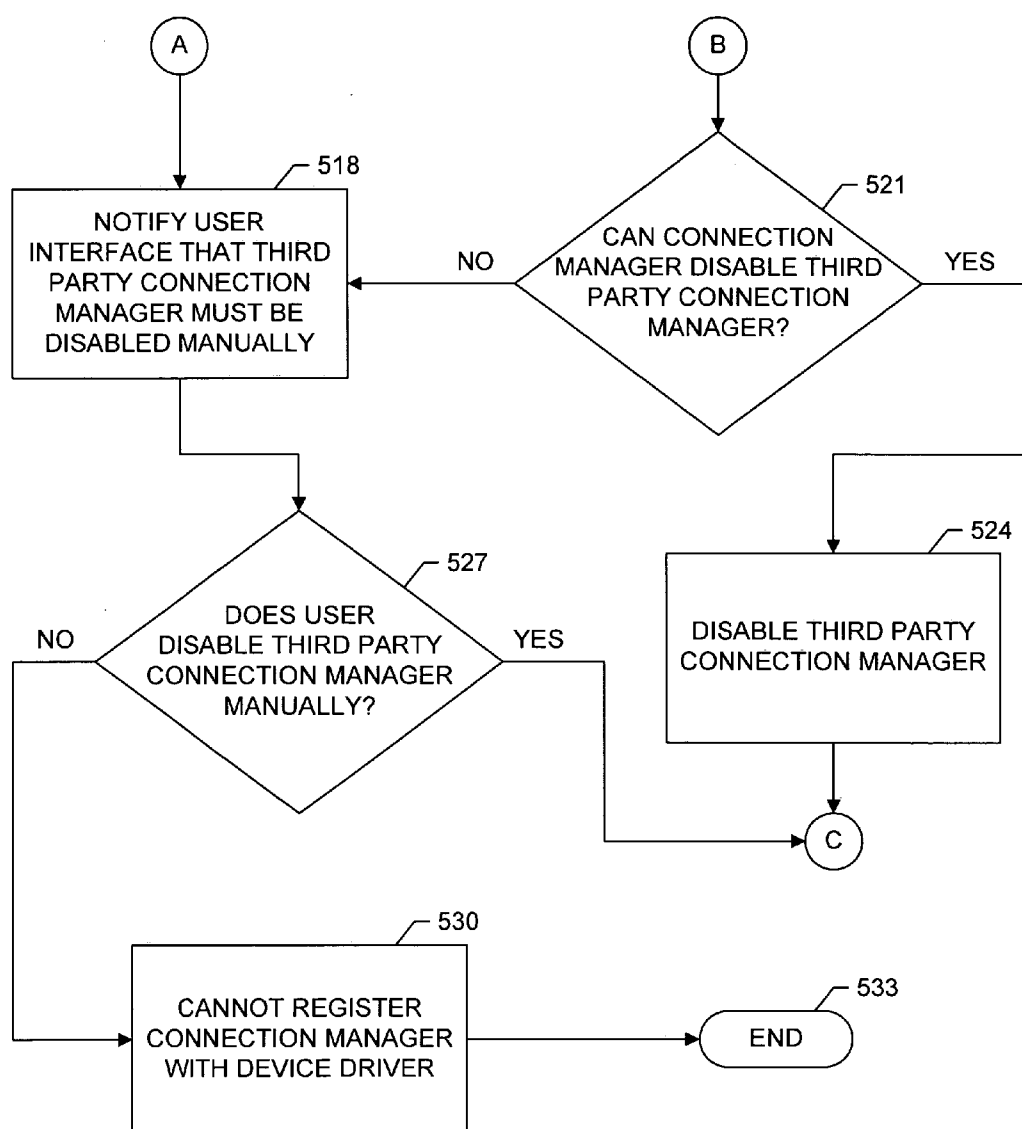 A
B
518
NOTIFY USER
INTERFACE THAT THIRD
PARTY CONNECTION
MANAGER MUST BE
DISABLED MANUALLY
521
CAN CONNECTION
MANAGER DISABLE THIRD
PARTY CONNECTION
MANAGER?
NO
YES
527
DOES USER
DISABLE THIRD PARTY
CONNECTION MANAGER
MANUALLY?
NO
YES
524
DISABLE THIRD PARTY
CONNECTION MANAGER
C
530
CANNOT REGISTER
CONNECTION MANAGER
WITH DEVICE DRIVER
533
END